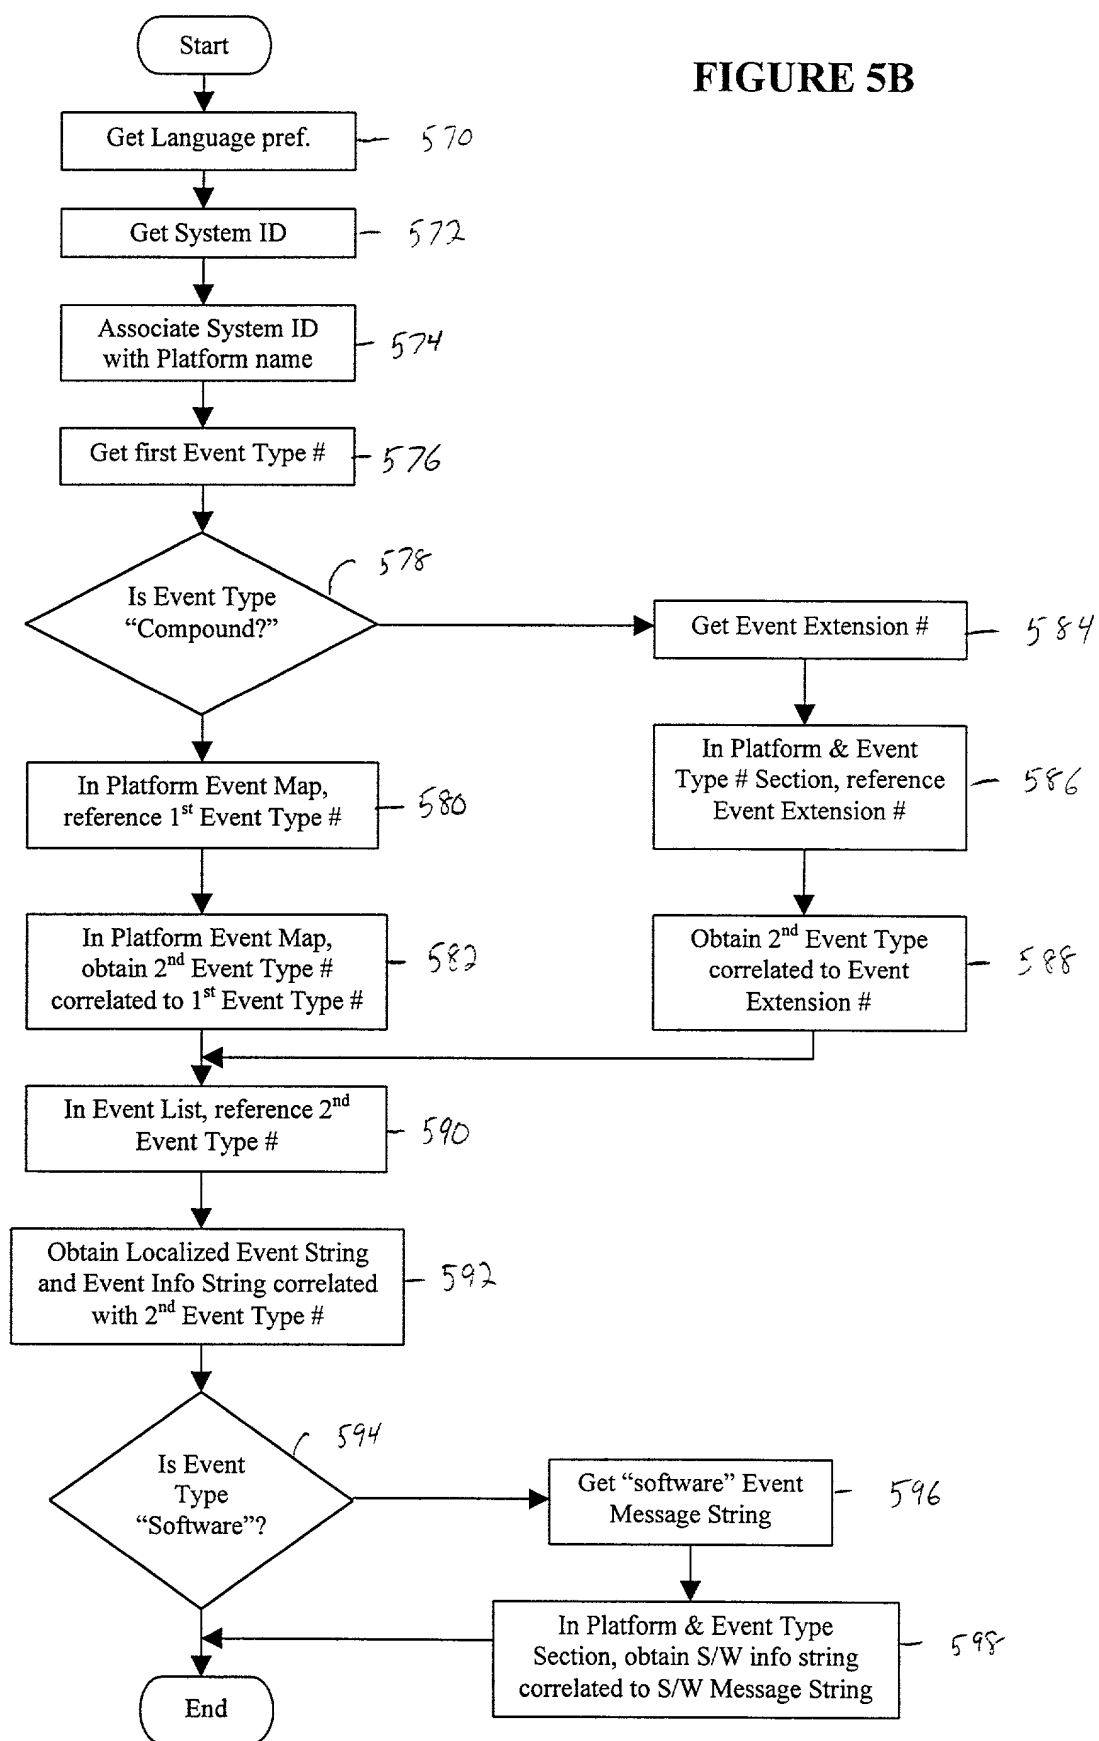 Start
FIGURE 5B
Get Language pref.
570
Get System ID
572
Associate System ID
with Platform name
574
Get first Event Type #
576
Is Event Type
“Compound?”
578
Get Event Extension #
584
In Platform Event Map,
reference 1st Event Type #
580
In Platform & Event
Type # Section, reference
Event Extension #
586
In Platform Event Map,
obtain 2nd Event Type #
correlated to 1st Event Type #
582
Obtain 2nd Event Type
correlated to Event
Extension #
588
In Event List, reference 2nd
Event Type #
590
Obtain Localized Event String
and Event Info String correlated
with 2nd Event Type #
592
Is Event
Type
“Software”?
594
Get “software” Event
Message String
596
In Platform & Event Type
Section, obtain S/W info string
correlated to S/W Message String
598
End